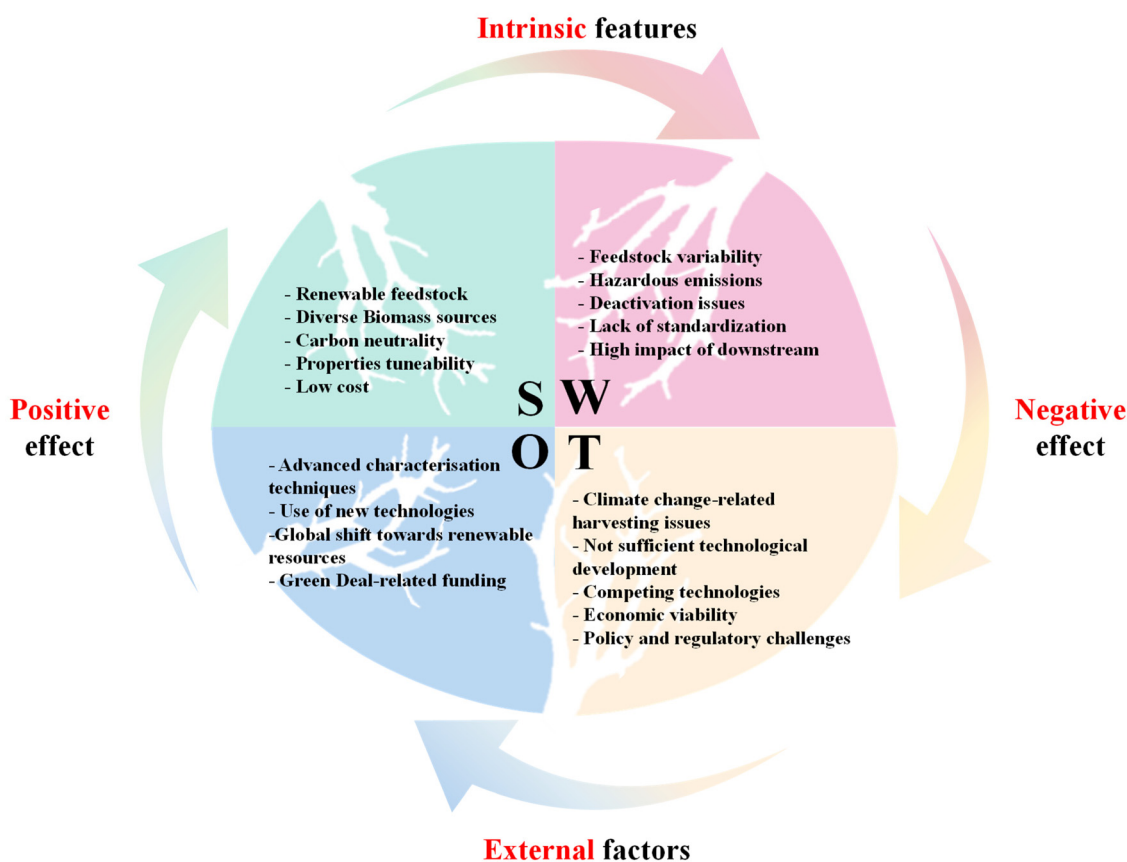 Intrinsic features
- Renewable feedstock
- Diverse Biomass sources
- Carbon neutrality
- Properties tuneability
- Low cost
- Feedstock variability
- Hazardous emissions
- Deactivation issues
- Lack of standardization
- High impact of downstream
S W
O T
Positive
effect
Negative
effect
- Advanced characterisation
techniques
- Use of new technologies
-Global shift towards renewable
resources
- Green Deal-related funding
- Climate change-related
harvesting issues
- Not sufficient technological
development
- Competing technologies
- Economic viability
- Policy and regulatory challenges
External factors